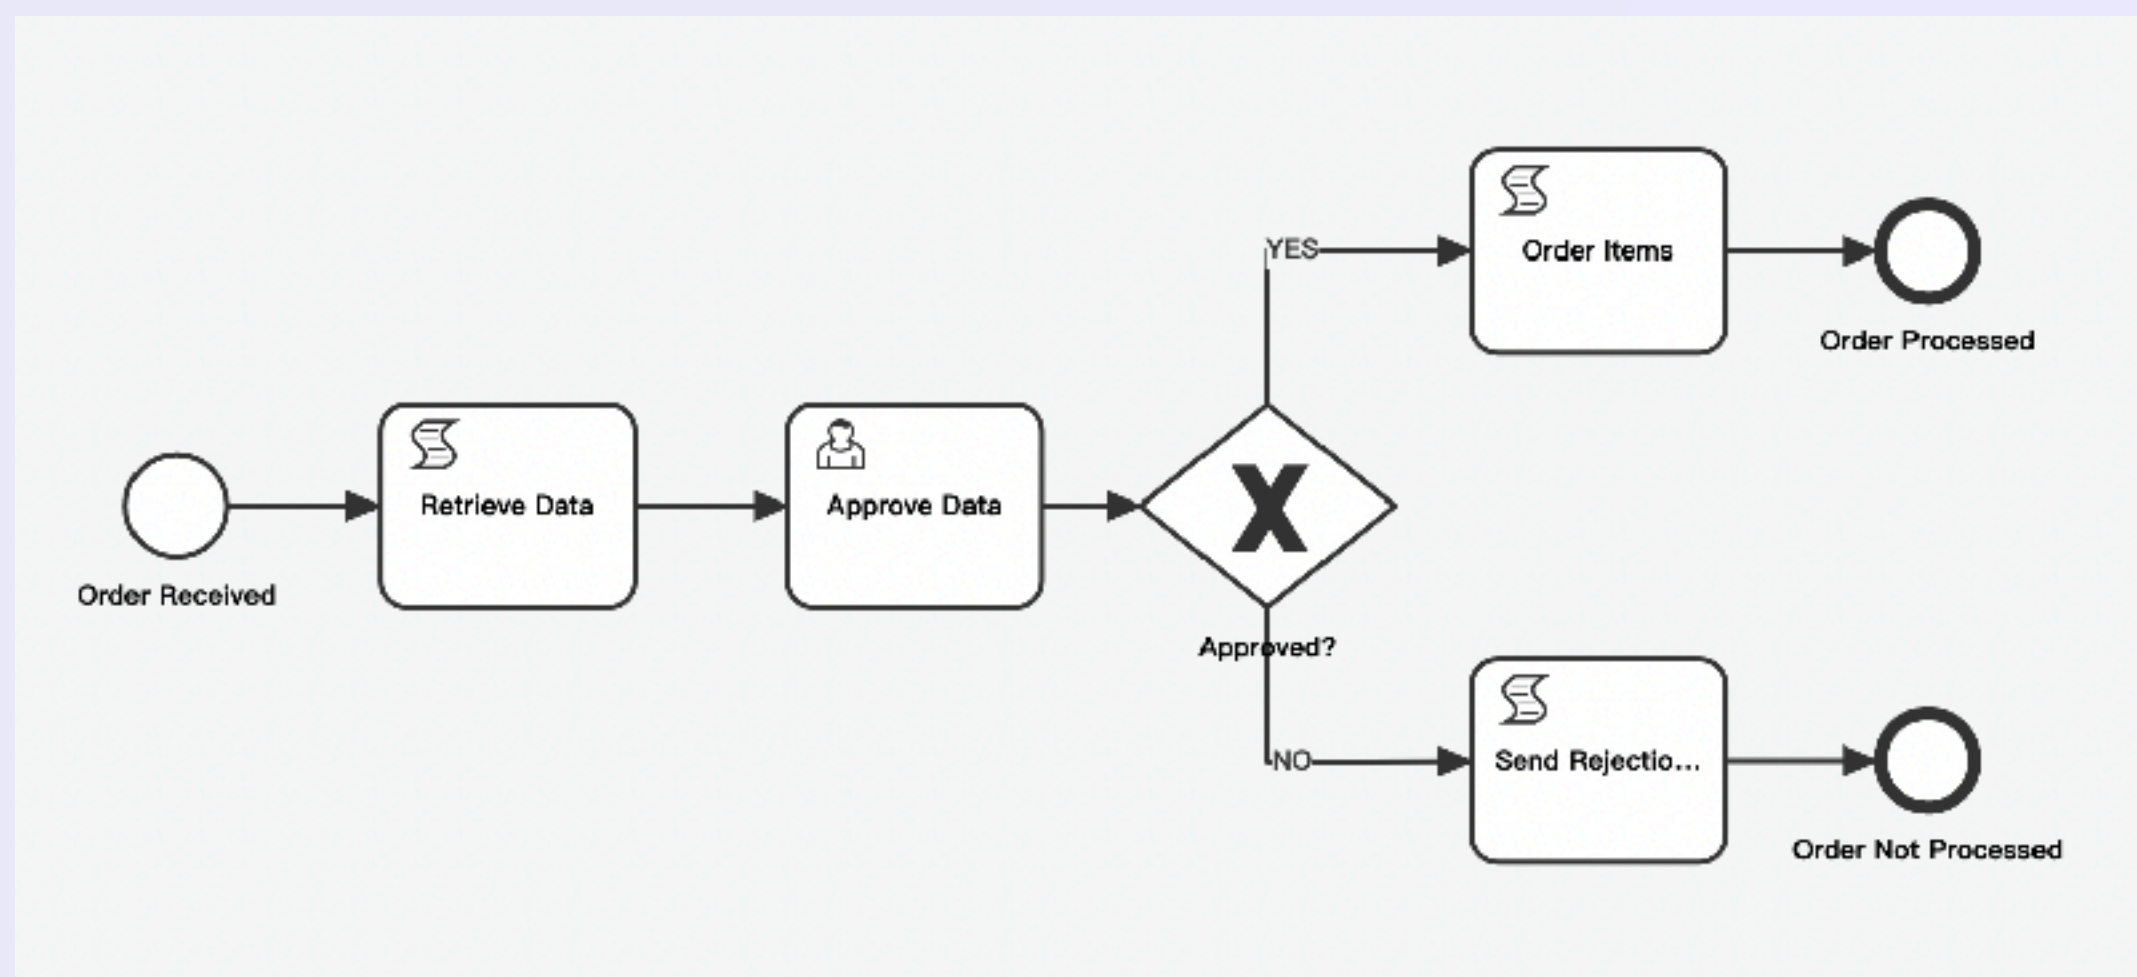 Order Received
Retrieve Data
Approve Data
X
Approved?
YES
Order Items
Order Processed
NO
Send Rejectio...
Order Not Processed